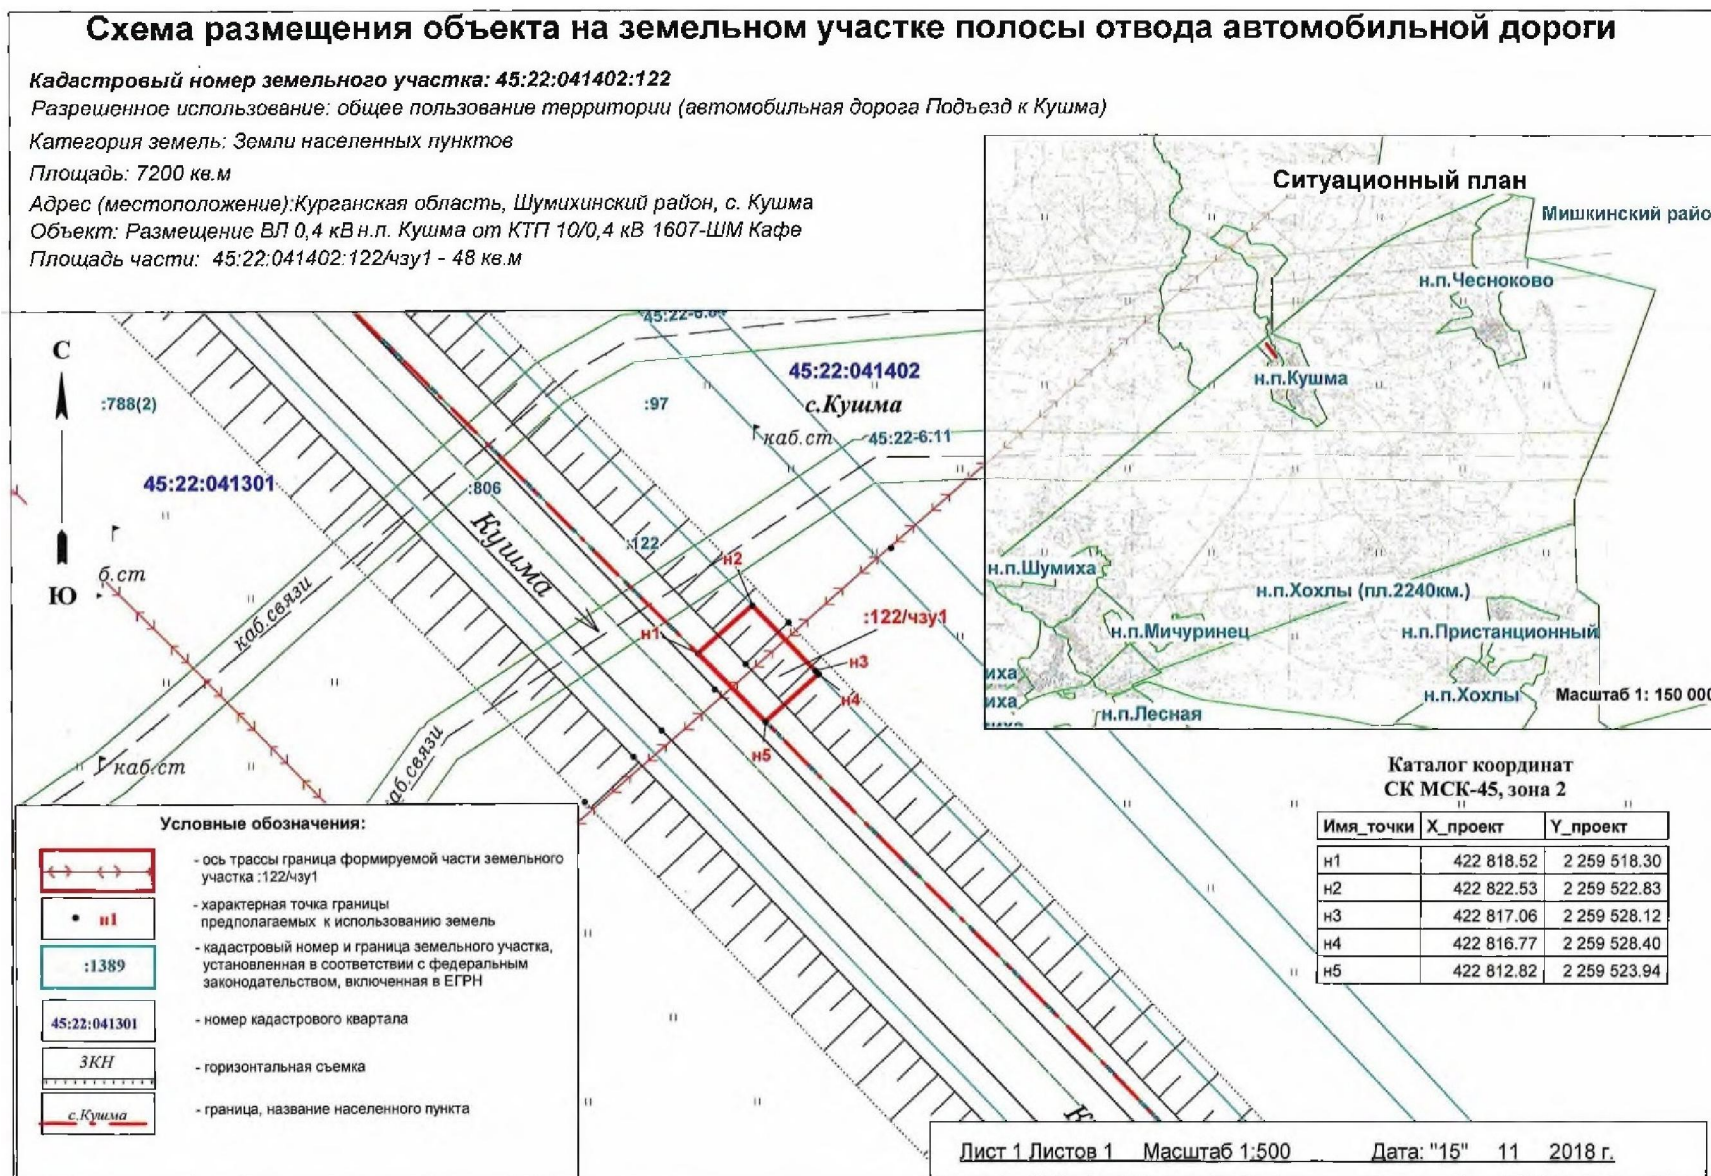 Схема размещения объекта на земельном участке полосы отвода автомобильной дороги
Кадастровый номер земельного участка: 45:22:041402:122
Разрешенное использование: общее пользование территории (автомобильная дорога Подъезд к Кушма)
Категория земель: Земли населенных пунктов
Площадь: 7200 кв.м
Адрес (местоположение):Курганская область, Шумихинский район, с. Кушма
Объект: Размещение ВЛ 0,4 кВ н.п. Кушма от КТП 10/0,4 кВ 1607-ШМ Кафе
Площадь части: 45:22:041402:122/чзу1 - 48 кв.м
Ситуационный план
Мишкинский райо
н.п.Чесноково
н.п.Кушма
н.п.Шумиха
н.п.Хохлы (пл.2240км.)
н.п.Мичуринец
н.п.Пристанционный
иха
иха
н.п.Хохлы
Масштаб 1: 150 000
н.п.Лесная
С
Ю
:788(2)
45:22:041301
45:22:041402
с.Кушма
:97
каб.ст
45:22-6.11
:806
Кушма
:122
н2
н1
:122/чзу1
н3
н4
н5
б.ст
каб.связи
каб.ст
аб.связи
Каталог координат
СК МСК-45, зона 2
Имя_точки X_проект Y_проект
н1 422 818.52 2 259 518.30
н2 422 822.53 2 259 522.83
н3 422 817.06 2 259 528.12
н4 422 816.77 2 259 528.40
н5 422 812.82 2 259 523.94
Условные обозначения:
- ось трассы граница формируемой части земельного
участка :122/чзу1
н1
- характерная точка границы
предполагаемых к использованию земель
:1389
- кадастровый номер и граница земельного участка,
установленная в соответствии с федеральным
законодательством, включенная в ЕГРН
45:22:041301
- номер кадастрового квартала
ЗКН
- горизонтальная съемка
с.Кушма
- граница, название населенного пункта
Лист 1 Листов 1 Масштаб 1:500 Дата: "15" 11 2018 г.